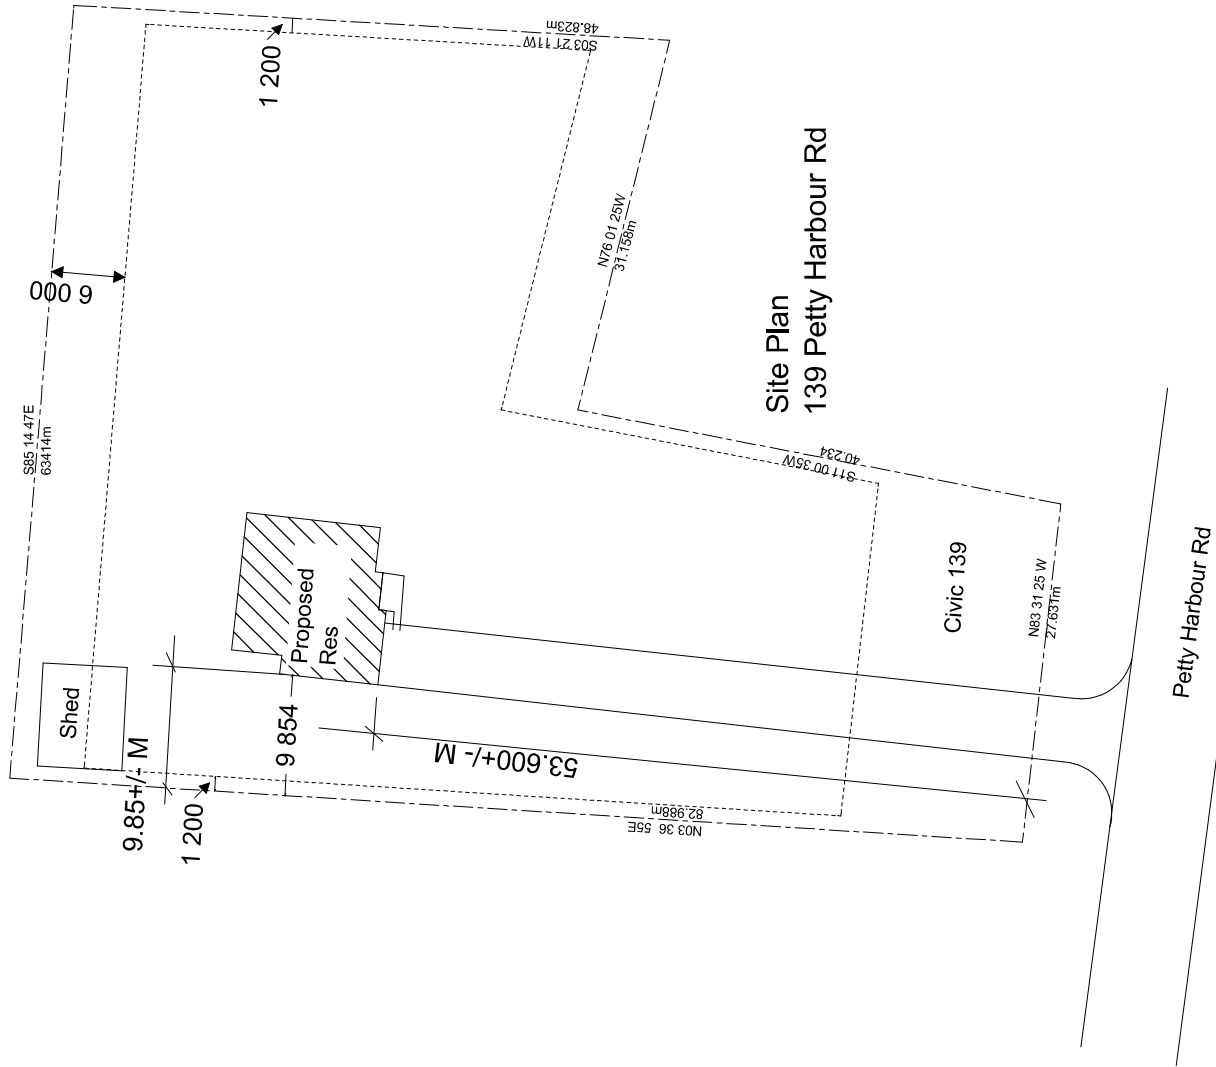 48.823m
S03 21 11W
1 200
6 000
N76 01 25W
31.158m
Site Plan
139 Petty Harbour Rd
S85 14 47E
63414m
40.234
S11 00 35W
Proposed
Res
Civic 139
N83 31 25 W
27.631m
Petty Harbour Rd
Shed
9 854
53.600+/- M
9.85+/- M
1 200
82.988m
N03 36 55E